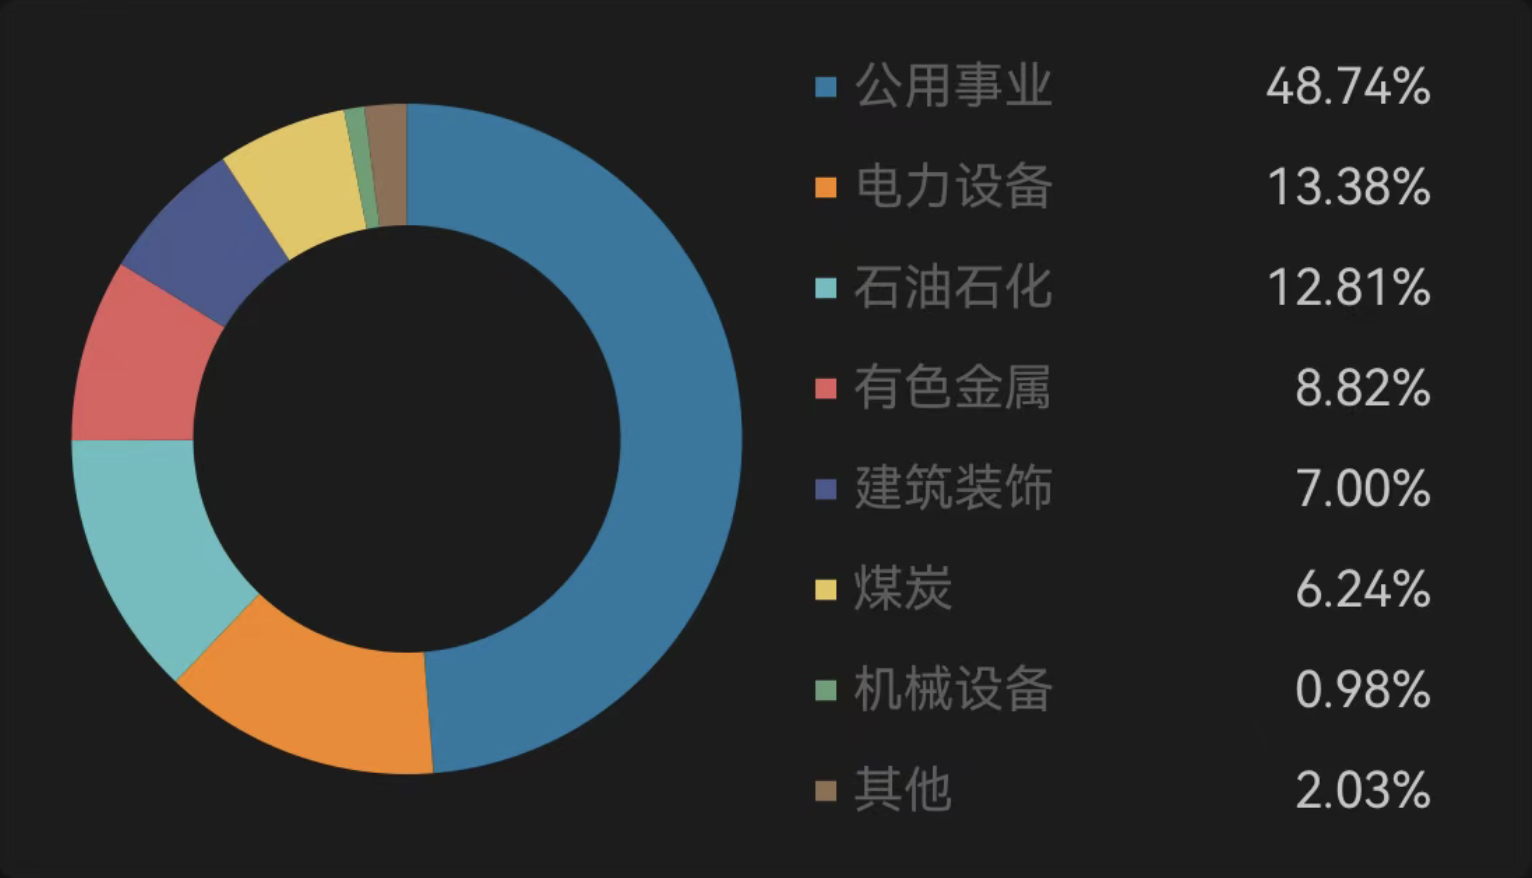 公用事业 48.74%
电力设备 13.38%
石油石化 12.81%
有色金属 8.82%
建筑装饰 7.00%
煤炭 6.24%
机械设备 0.98%
其他 2.03%